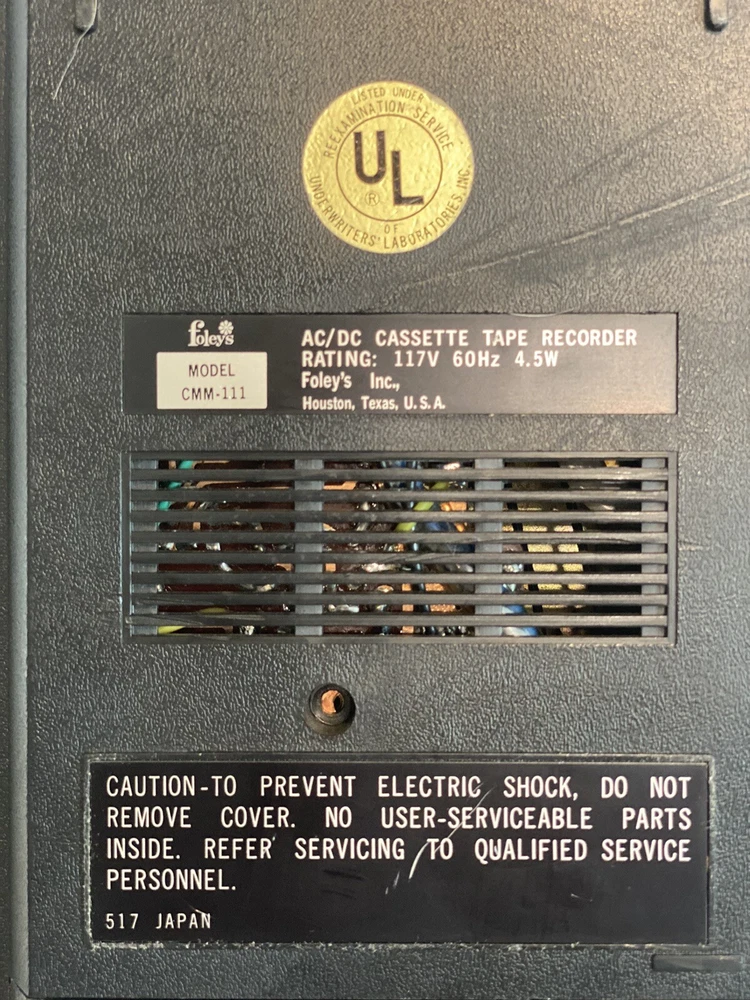 LISTED UNDER
REEXAMINATION SERVICE
UL
®
OF
UNDERWRITERS' LABORATORIES, INC.
foley's
MODEL
CMM-111
AC/DC CASSETTE TAPE RECORDER
RATING: 117V 60Hz 4.5W
Foley's Inc.,
Houston, Texas, U.S.A.
CAUTION-TO PREVENT ELECTRIC SHOCK, DO NOT
REMOVE COVER. NO USER-SERVICEABLE PARTS
INSIDE. REFER SERVICING TO QUALIFIED SERVICE
PERSONNEL.
517 JAPAN